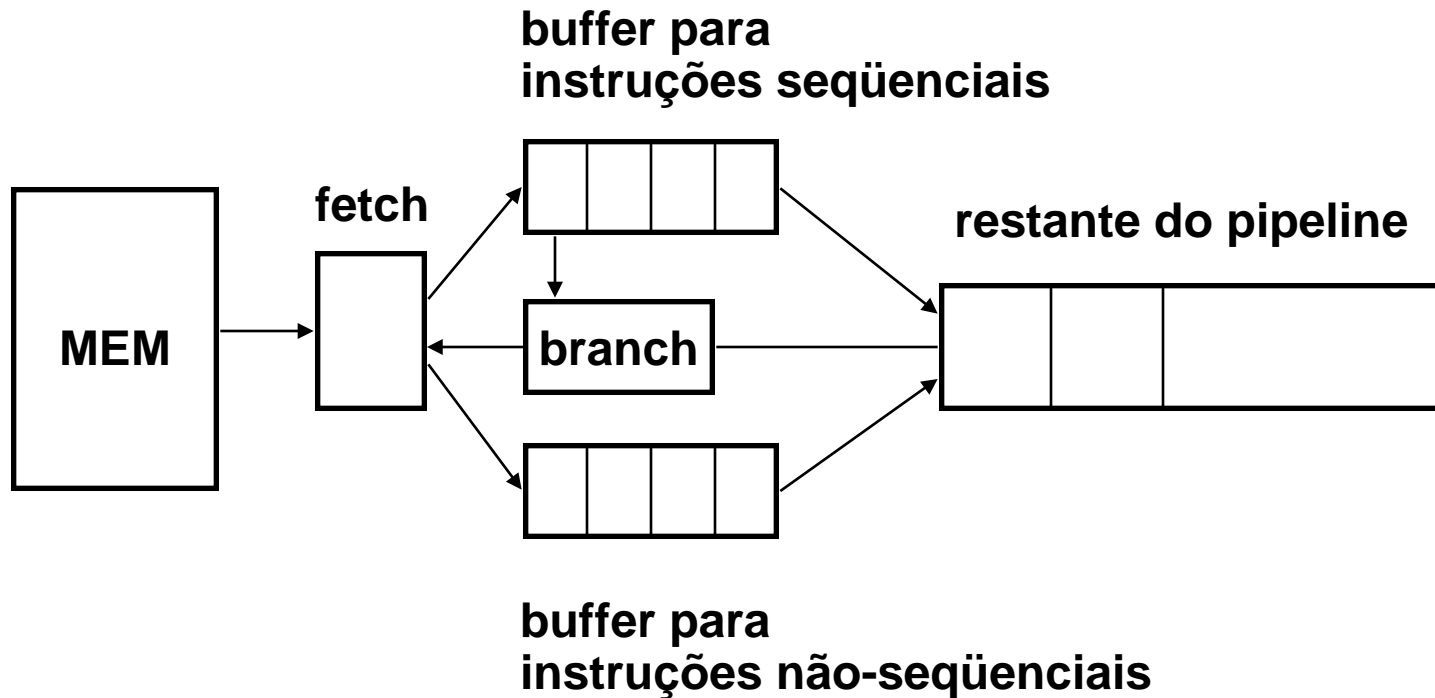 buffer para
instruções seqüenciais
fetch
restante do pipeline
MEM
branch
buffer para
instruções não-seqüenciais